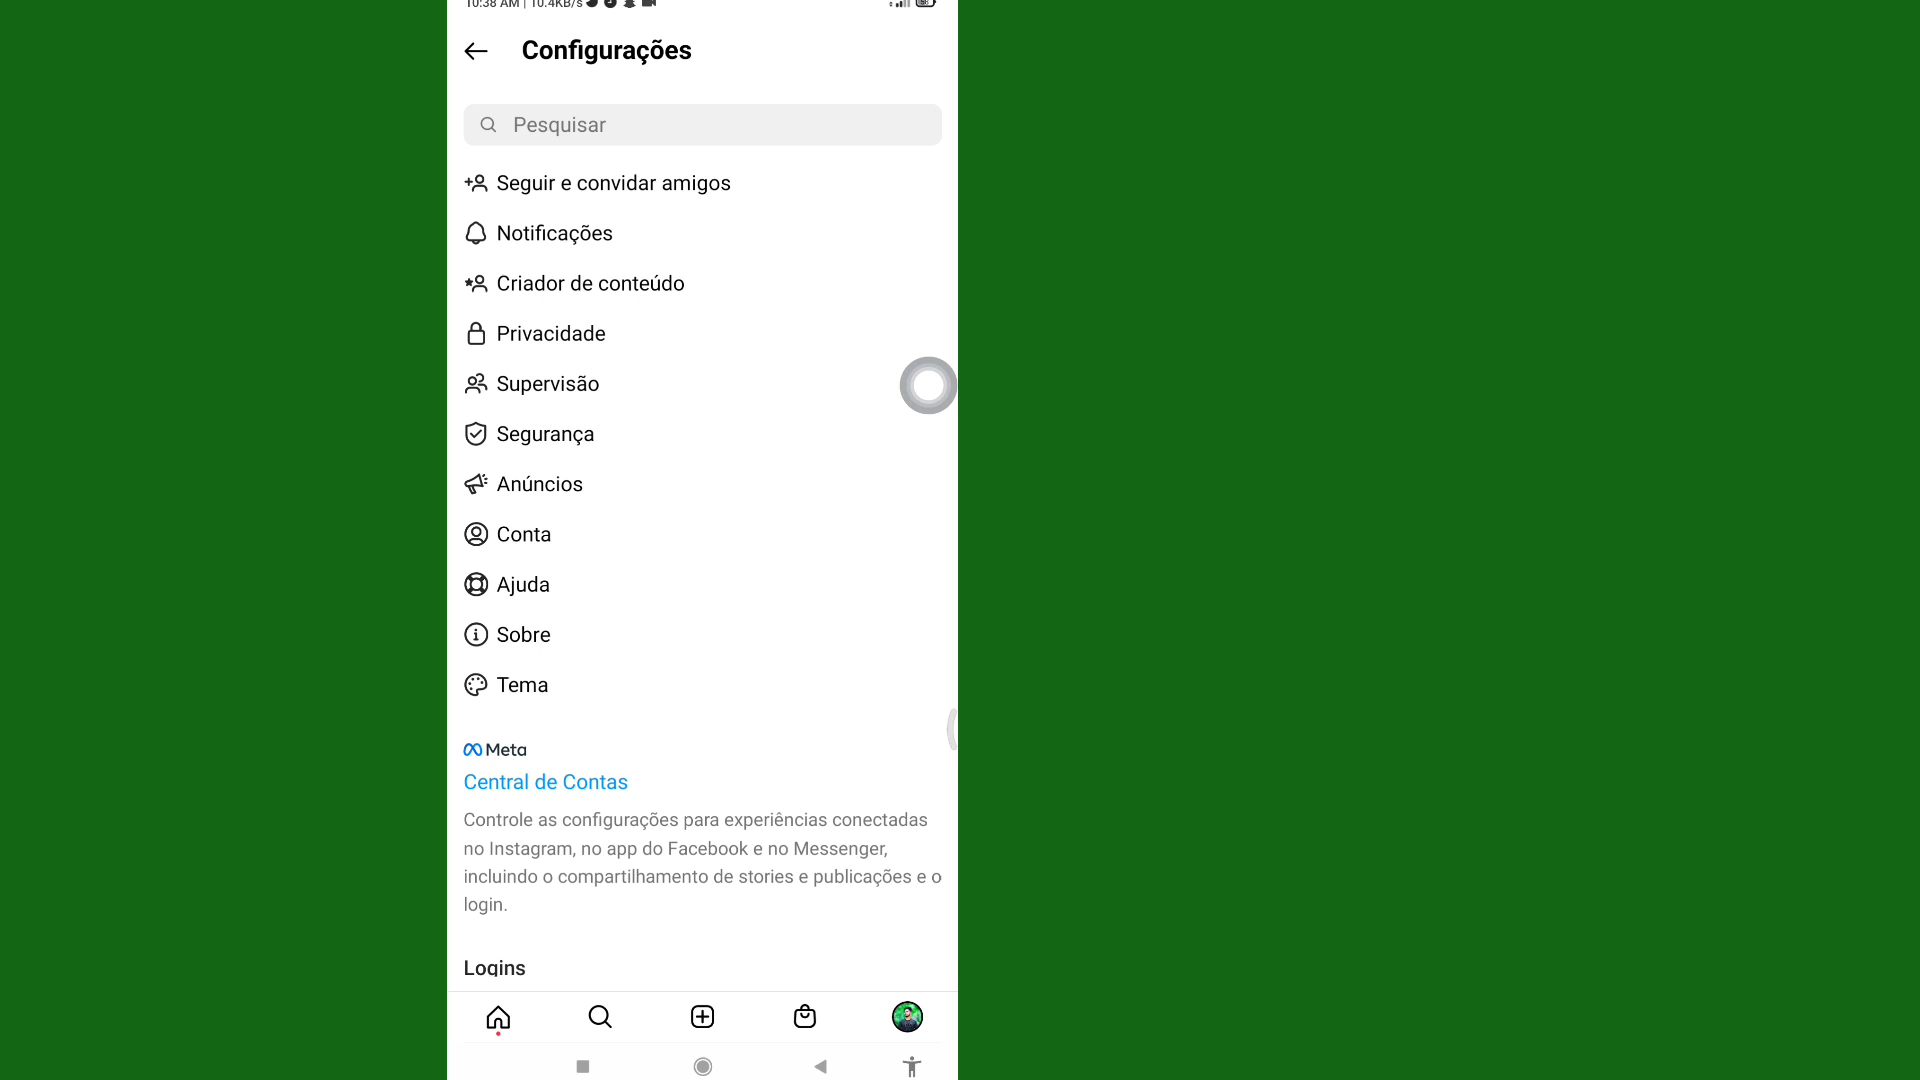 10:38 AM | 10.4KB/s
Configurações
Pesquisar
Seguir e convidar amigos
Notificações
Criador de conteúdo
Privacidade
Supervisão
Segurança
Anúncios
Conta
Ajuda
Sobre
Tema
Meta
Central de Contas
Controle as configurações para experiências conectadas
no Instagram, no app do Facebook e no Messenger,
incluindo o compartilhamento de stories e publicações e o
login.
Logins